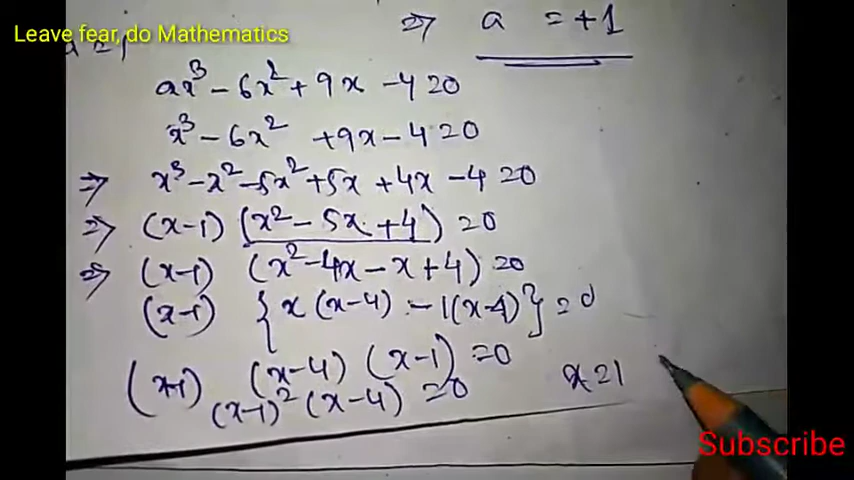 Leave fear, do Mathematics
⇒ a = +1
ax³ - 6x² + 9x - 4 = 0
x³ - 6x² + 9x - 4 = 0
⇒ x³ - x² - 5x² + 5x + 4x - 4 = 0
⇒ (x-1) (x² - 5x + 4) = 0
⇒ (x-1) (x² - 4x - x + 4) = 0
(x-1) {x (x-4) - 1(x-4)} = 0
(x-1) (x-4) (x-1) = 0
(x-1)² (x-4) = 0 x = 1
Subscribe